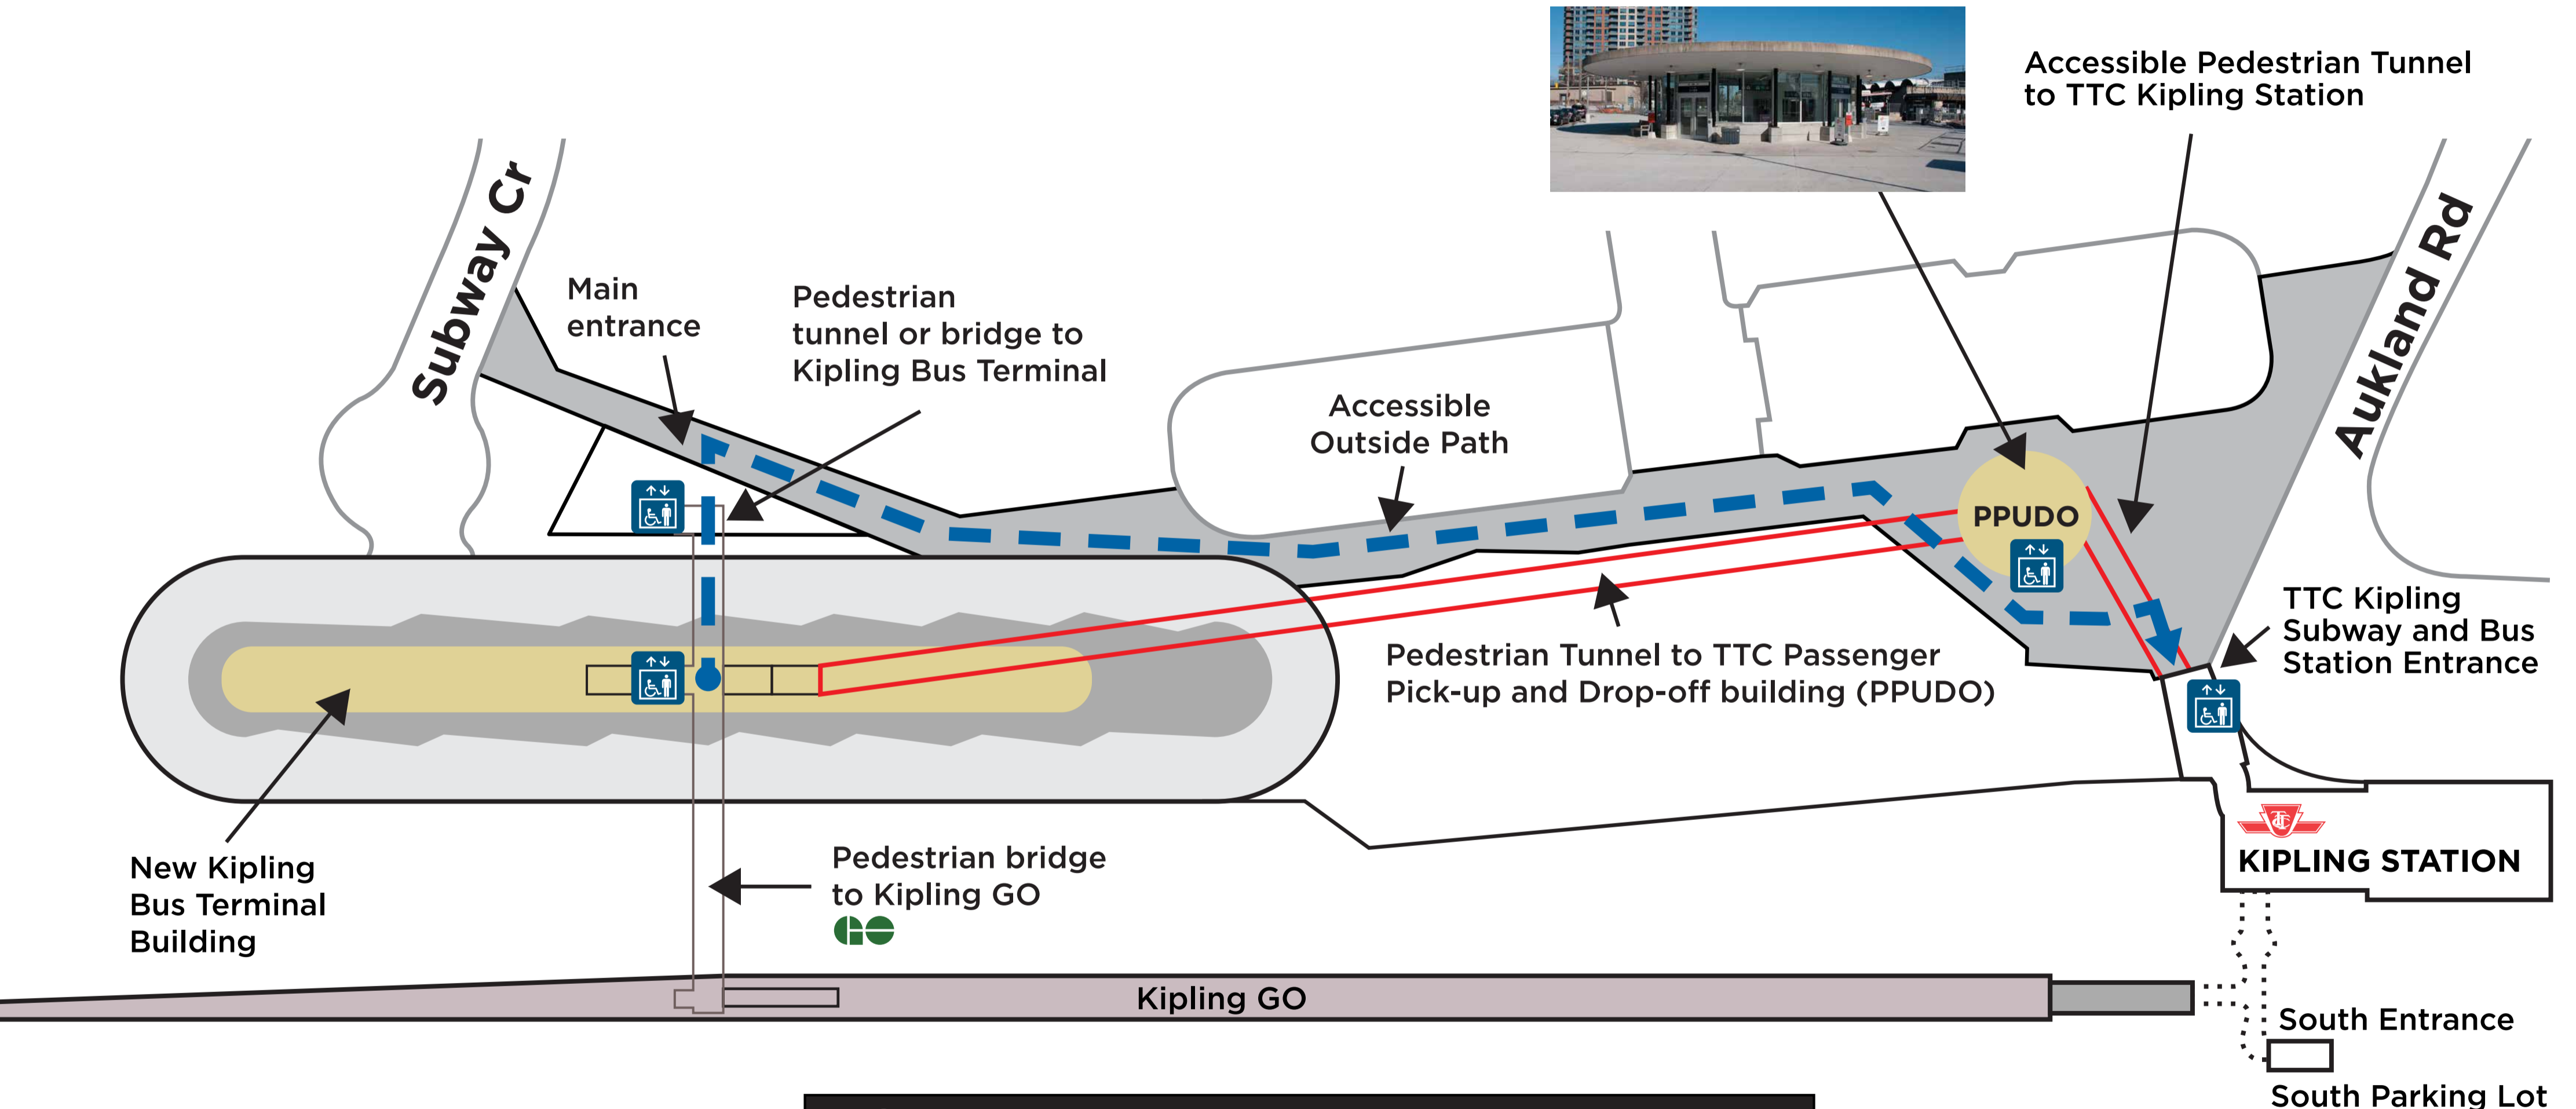 Accessible Pedestrian Tunnel
to TTC Kipling Station
Subway Cr
Aukland Rd
Main
entrance
Pedestrian
tunnel or bridge to
Kipling Bus Terminal
Accessible
Outside Path
PPUDO
TTC Kipling
Subway and Bus
Station Entrance
Pedestrian Tunnel to TTC Passenger
Pick-up and Drop-off building (PPUDO)
New Kipling
Bus Terminal
Building
Pedestrian bridge
to Kipling GO
GO
TTC
KIPLING STATION
Kipling GO
South Entrance
South Parking Lot